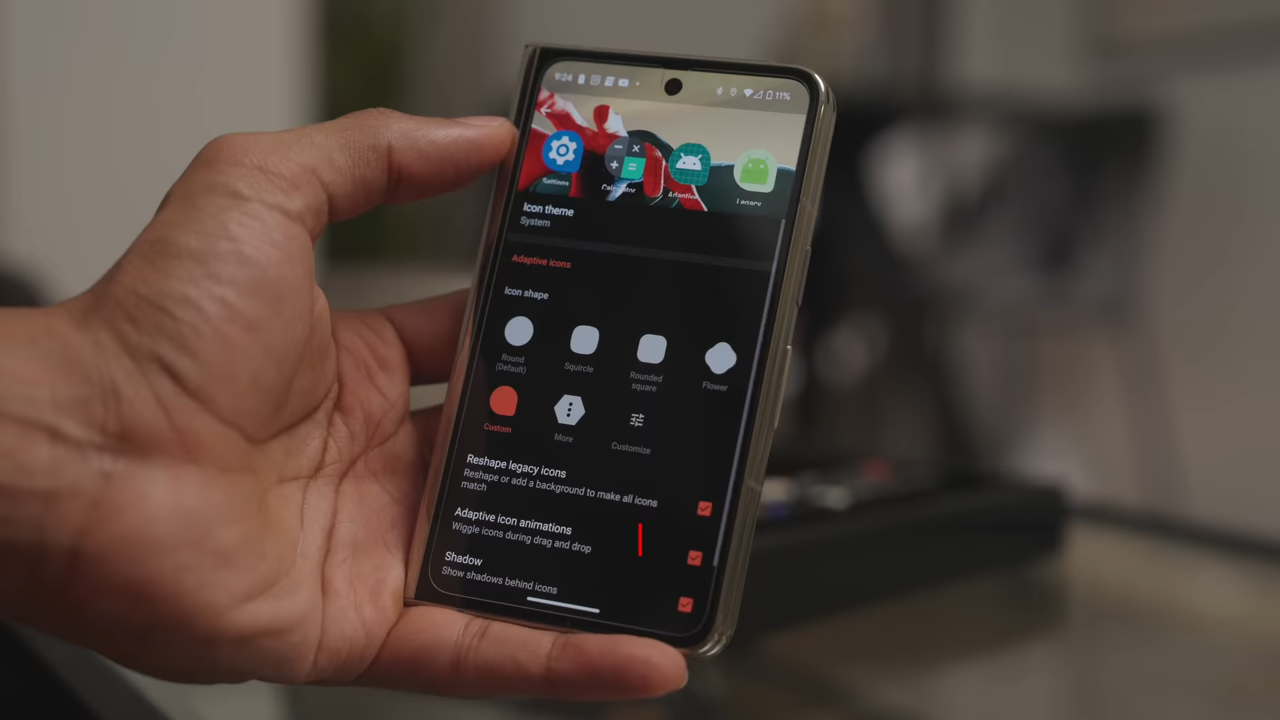 9:24 11%
Settings Calculator Adaptive Legacy
Icon theme
System
Adaptive icons
Icon shape
Round
(Default)
Squircle
Rounded
square
Flower
Custom
More
Customize
Reshape legacy icons
Reshape or add a background to make all icons
match
Adaptive icon animations
Wiggle icons during drag and drop
Shadow
Show shadows behind icons